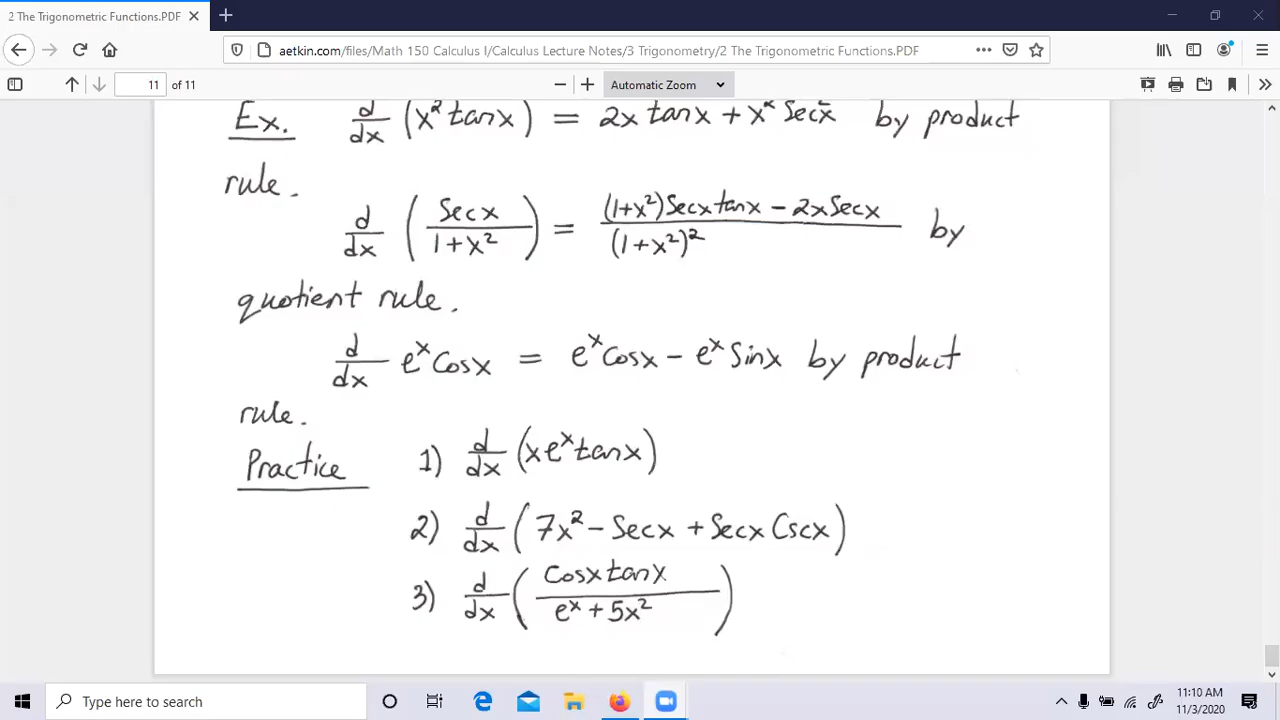 2 The Trigonometric Functions.PDF
aetkin.com/files/Math 150 Calculus I/Calculus Lecture Notes/3 Trigonometry/2 The Trigonometric Functions.PDF
11 of 11 Automatic Zoom
Ex. d/dx (x² tanx) = 2x tanx + x² Sec²x by product
rule.
d/dx (Secx / 1+x²) = (1+x²)Secx tanx − 2x Secx / (1+x²)² by
quotient rule.
d/dx eˣ Cosx = eˣ Cosx − eˣ Sinx by product
rule.
Practice 1) d/dx (x eˣ tanx)
2) d/dx (7x² − Secx + Secx Cscx)
3) d/dx (Cosx tanx / eˣ + 5x²)
Type here to search
11:10 AM
11/3/2020